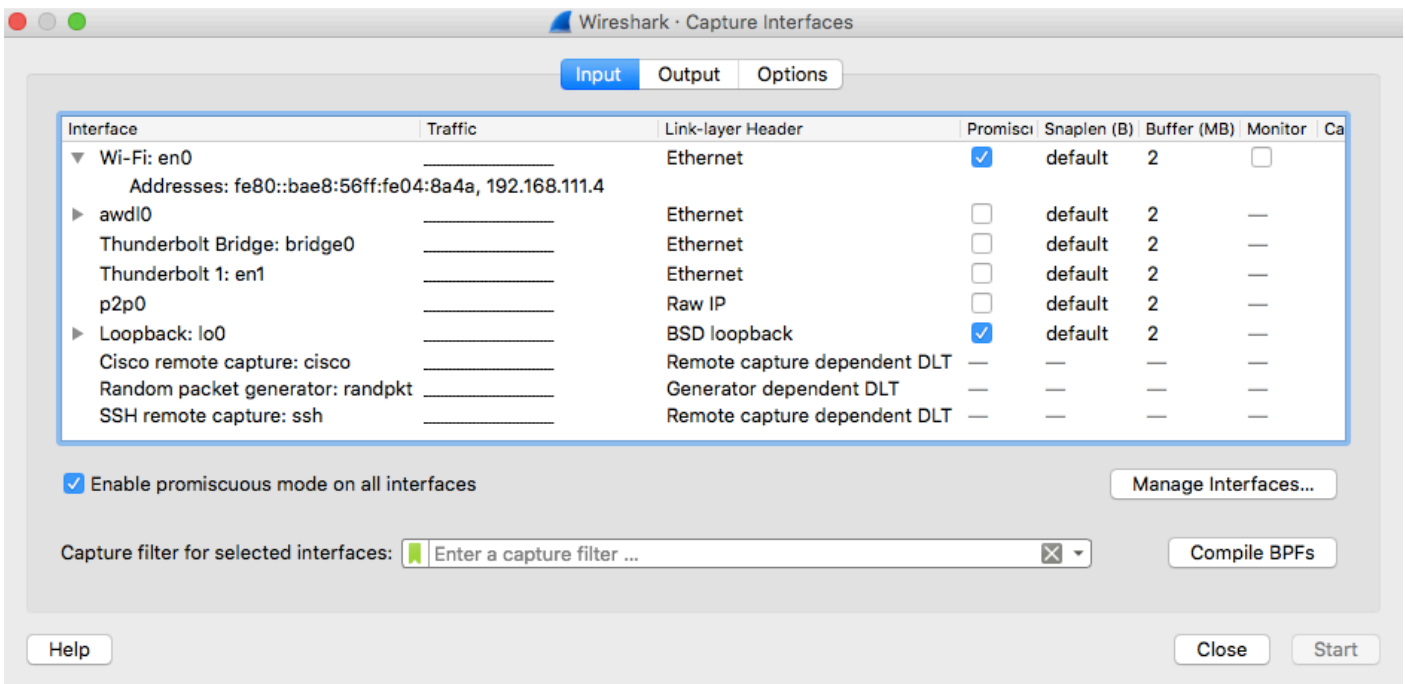 Wireshark · Capture Interfaces
Input Output Options
Interface Traffic Link-layer Header Promisc Snaplen (B) Buffer (MB) Monitor Ca
Wi-Fi: en0 Ethernet default 2
Addresses: fe80::bae8:56ff:fe04:8a4a, 192.168.111.4
awdl0 Ethernet default 2 —
Thunderbolt Bridge: bridge0 Ethernet default 2 —
Thunderbolt 1: en1 Ethernet default 2 —
p2p0 Raw IP default 2 —
Loopback: lo0 BSD loopback default 2 —
Cisco remote capture: cisco Remote capture dependent DLT — — — —
Random packet generator: randpkt Generator dependent DLT — — — —
SSH remote capture: ssh Remote capture dependent DLT — — — —
Enable promiscuous mode on all interfaces Manage Interfaces...
Capture filter for selected interfaces: Enter a capture filter ... Compile BPFs
Help Close Start